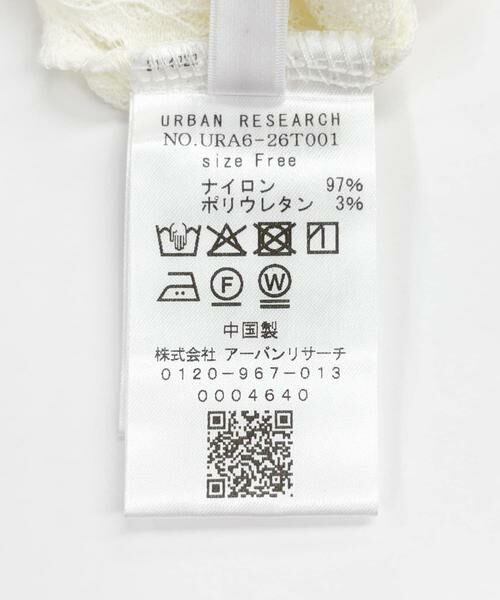 URBAN RESEARCH
NO.URA6-26T001
size Free
ナイロン 97%
ポリウレタン 3%
F W
中国製
株式会社 アーバンリサーチ
0120-967-013
0004640